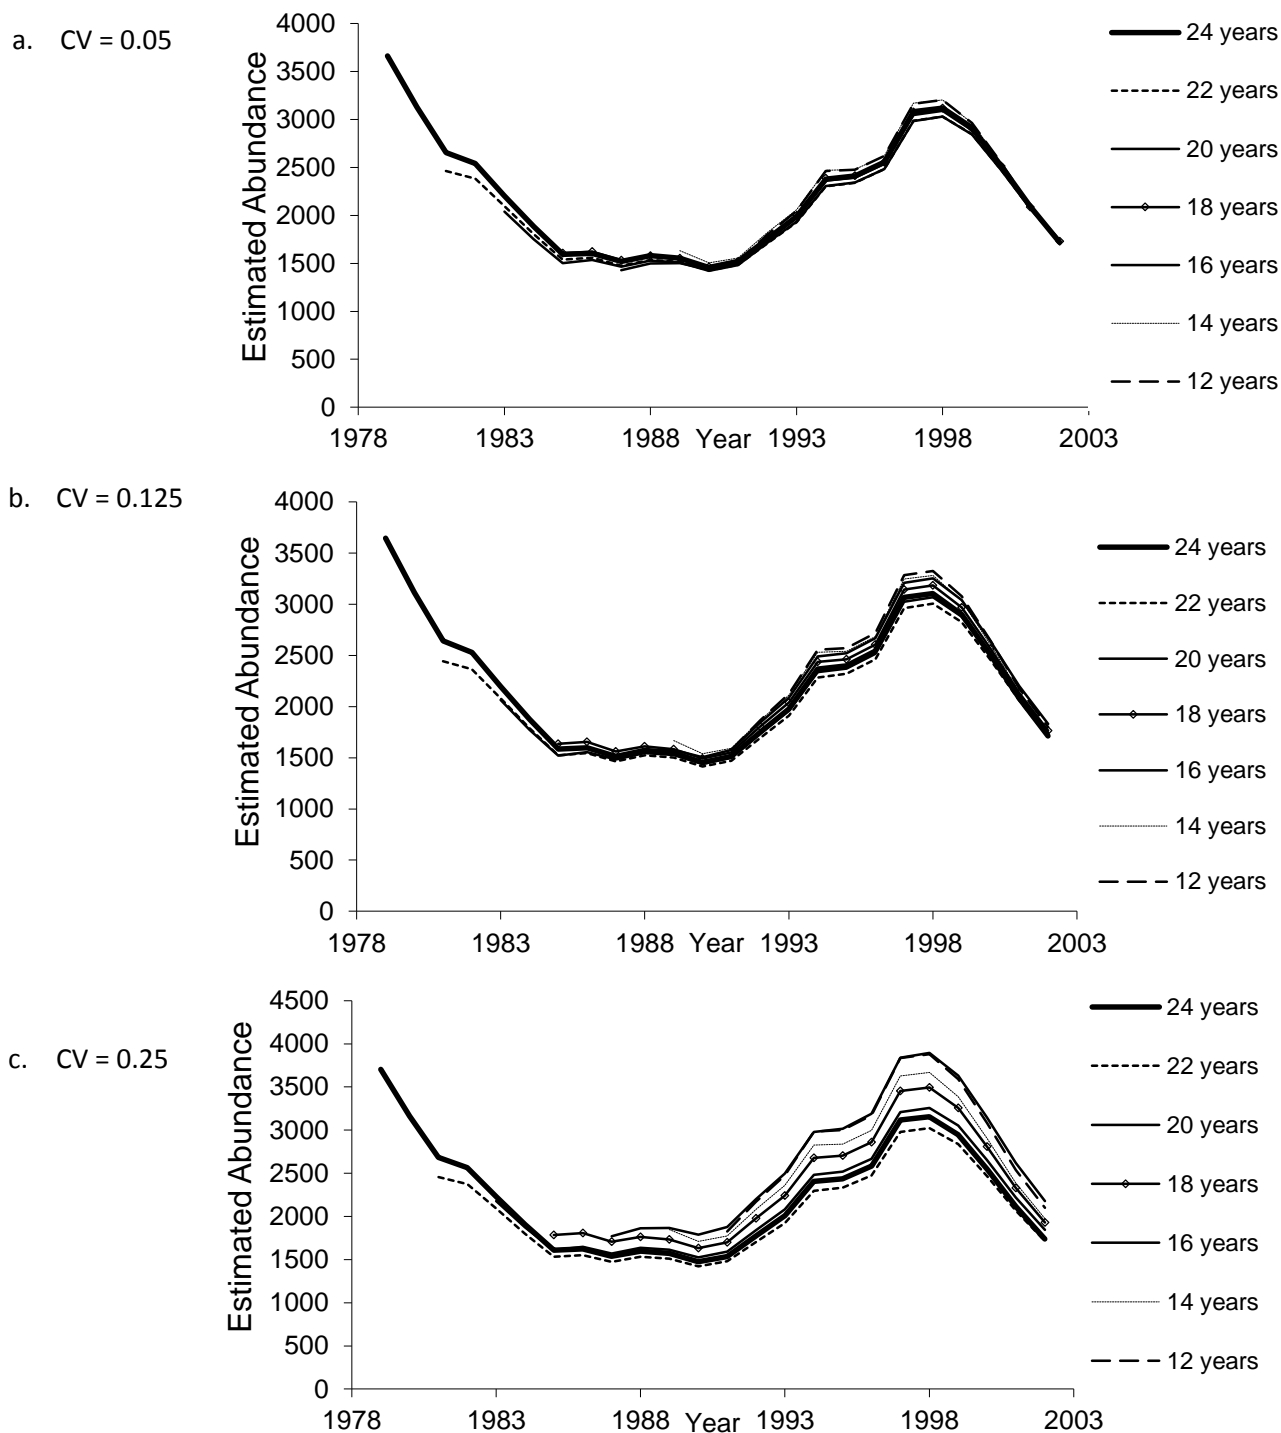 a. CV = 0.05
Estimated Abundance
4000
3500
3000
2500
2000
1500
1000
500
0
1978 1983 1988 Year 1993 1998 2003
24 years
22 years
20 years
18 years
16 years
14 years
12 years
b. CV = 0.125
Estimated Abundance
4000
3500
3000
2500
2000
1500
1000
500
0
1978 1983 1988 Year 1993 1998 2003
24 years
22 years
20 years
18 years
16 years
14 years
12 years
c. CV = 0.25
Estimated Abundance
4500
4000
3500
3000
2500
2000
1500
1000
500
0
1978 1983 1988 Year 1993 1998 2003
24 years
22 years
20 years
18 years
16 years
14 years
12 years